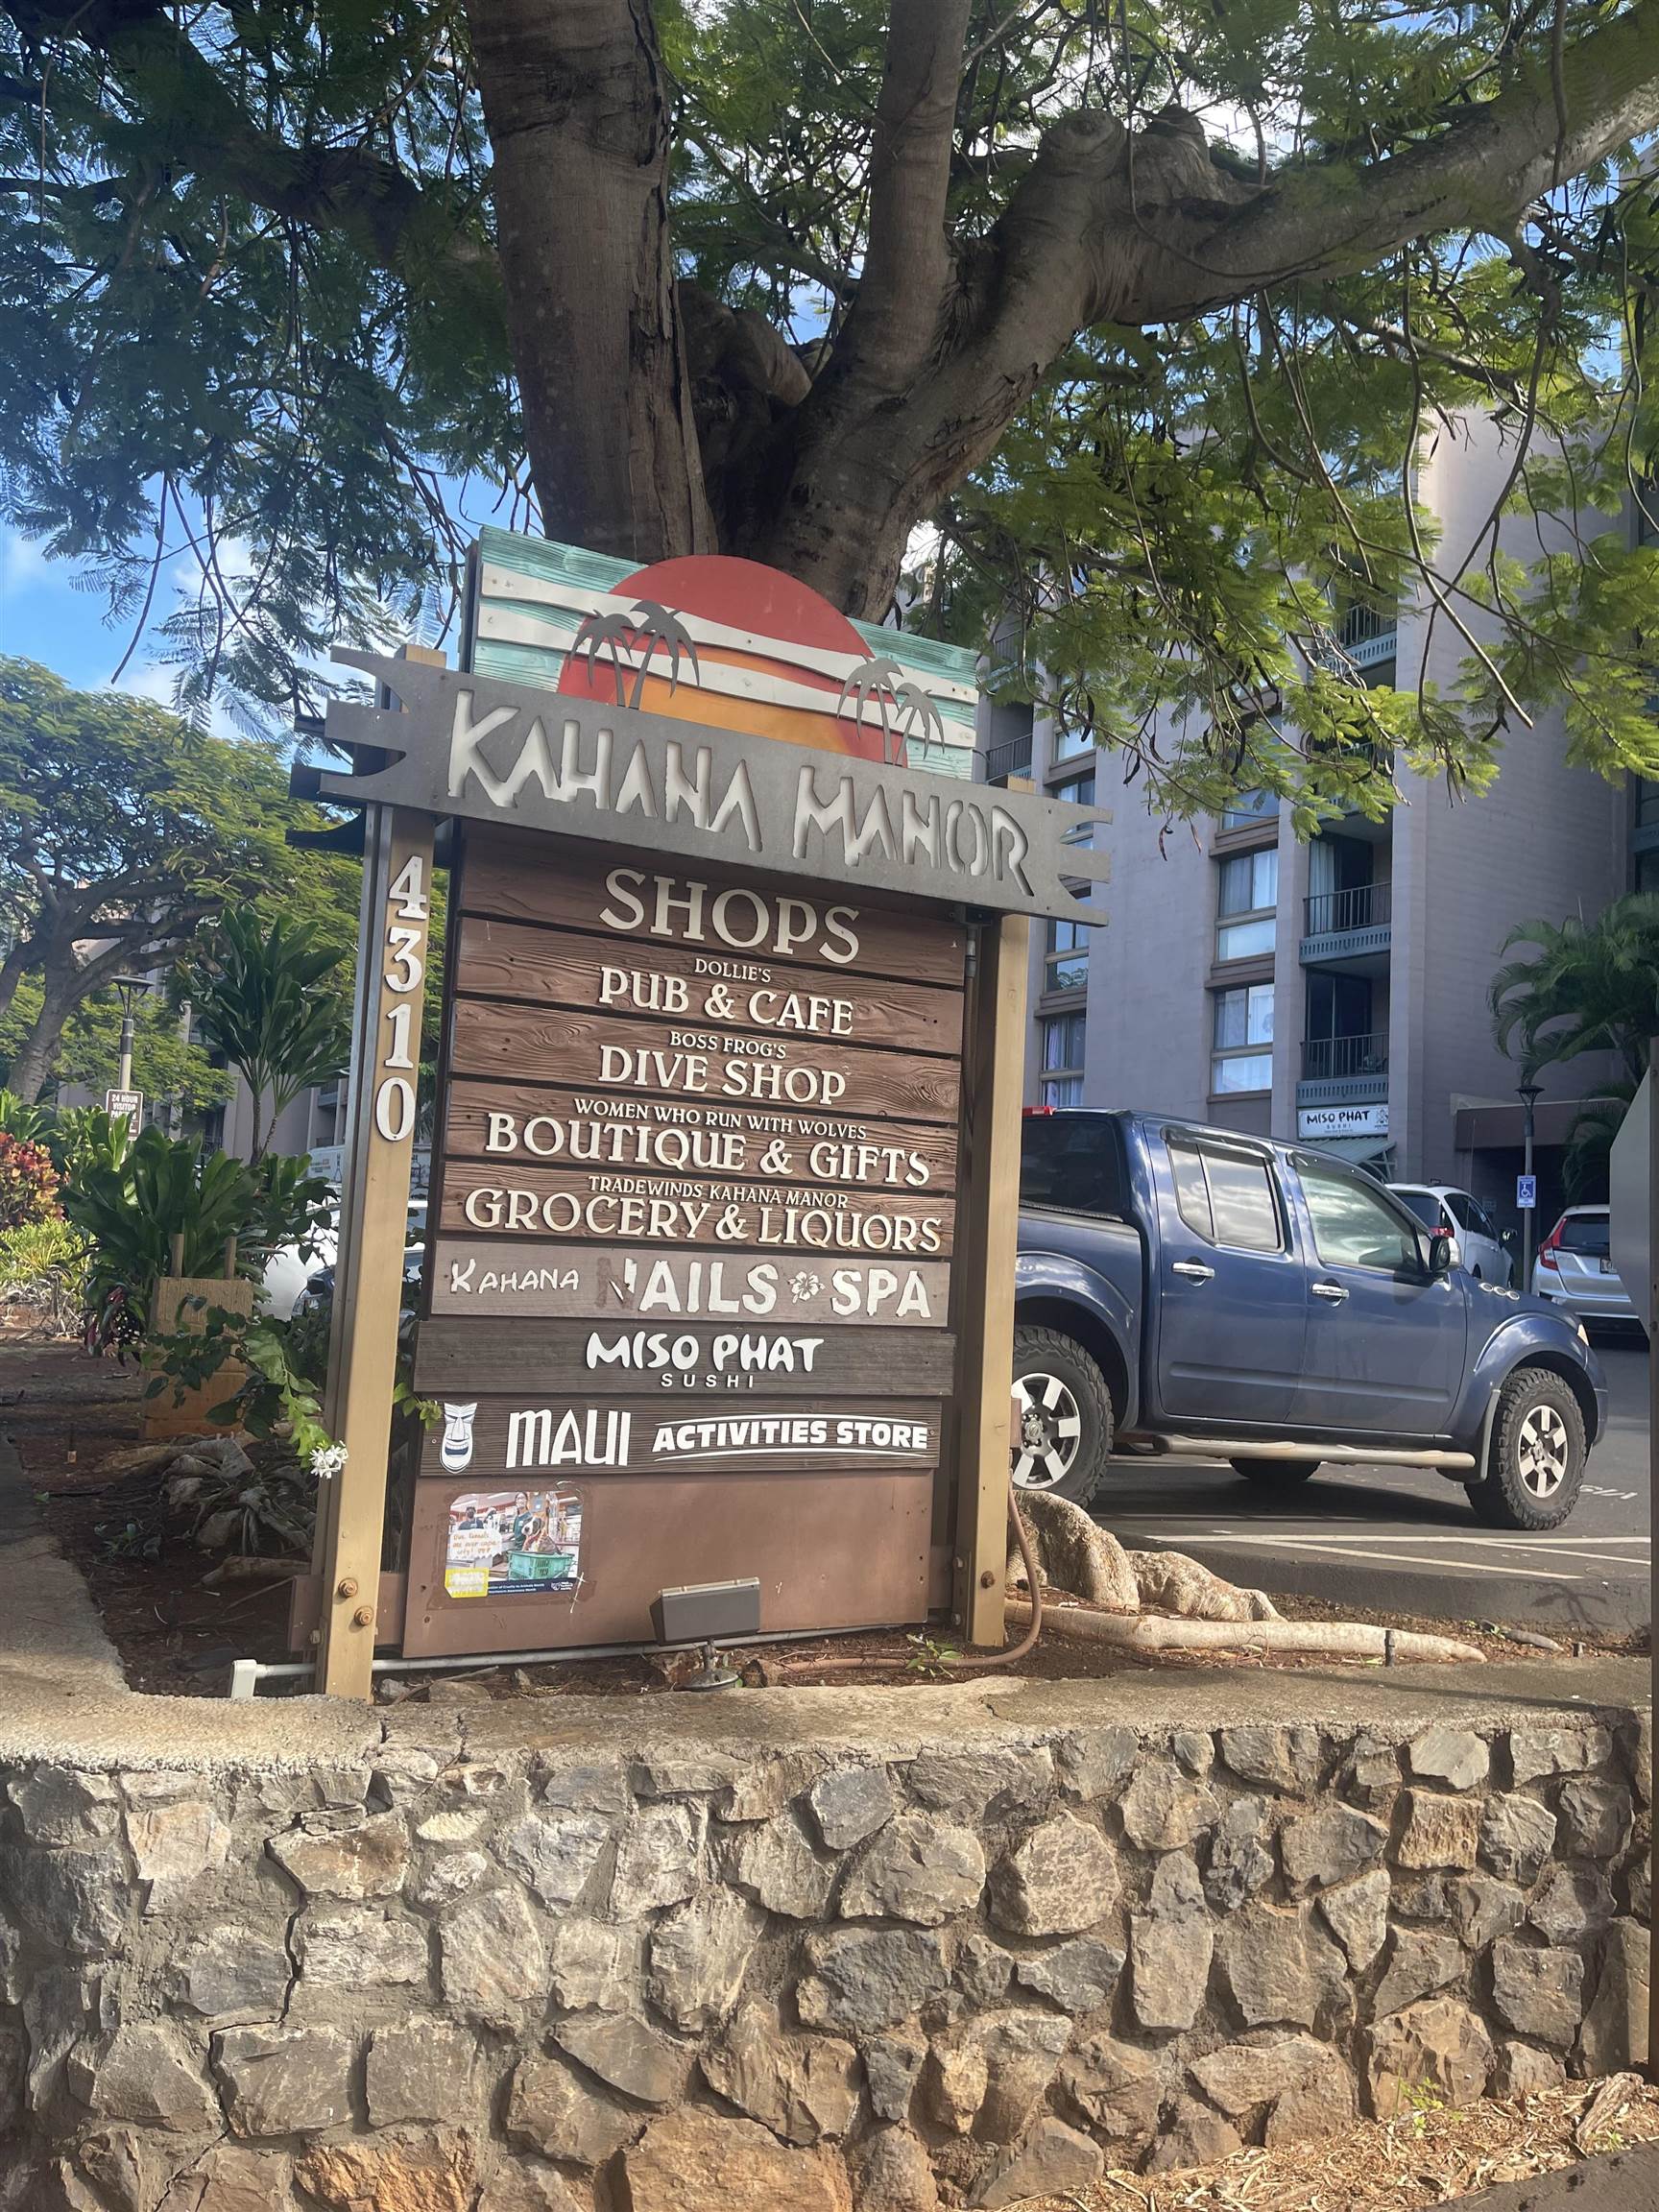 KAHANA MANOR
4310
SHOPS
DOLLIE'S
PUB & CAFE
BOSS FROG'S
DIVE SHOP
WOMEN WHO RUN WITH WOLVES
BOUTIQUE & GIFTS
TRADEWINDS KAHANA MANOR
GROCERY & LIQUORS
KAHANA NAILS SPA
MISO PHAT
SUSHI
MAUI ACTIVITIES STORE
24 HOUR
VISITOR
MISO PHAT
SUSHI